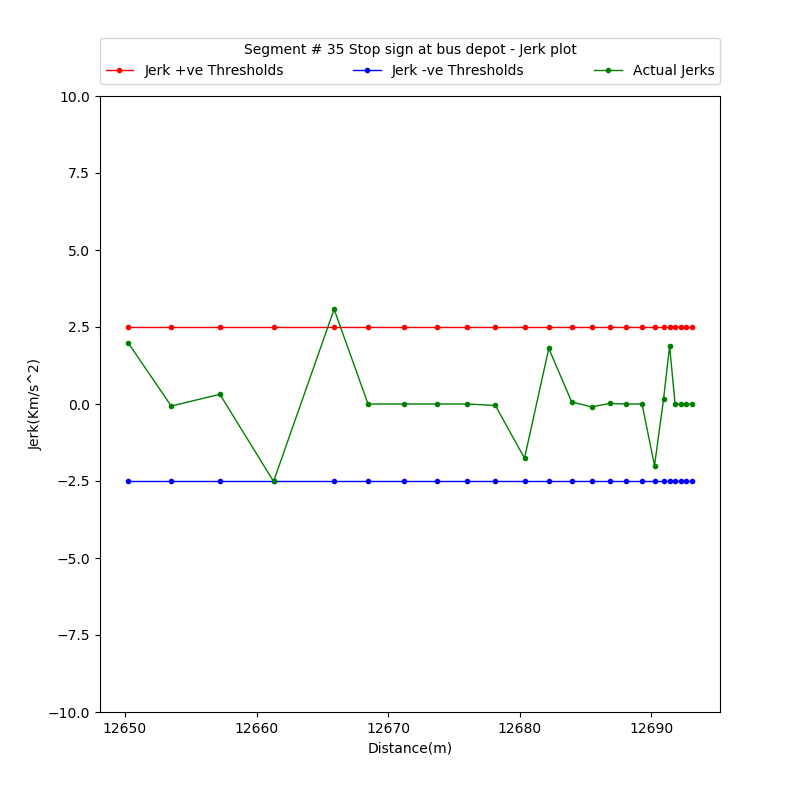 Segment # 35 Stop sign at bus depot - Jerk plot
Jerk +ve Thresholds Jerk -ve Thresholds Actual Jerks
10.0
7.5
5.0
2.5
0.0
−2.5
−5.0
−7.5
−10.0
Jerk(Km/s^2)
12650 12660 12670 12680 12690
Distance(m)